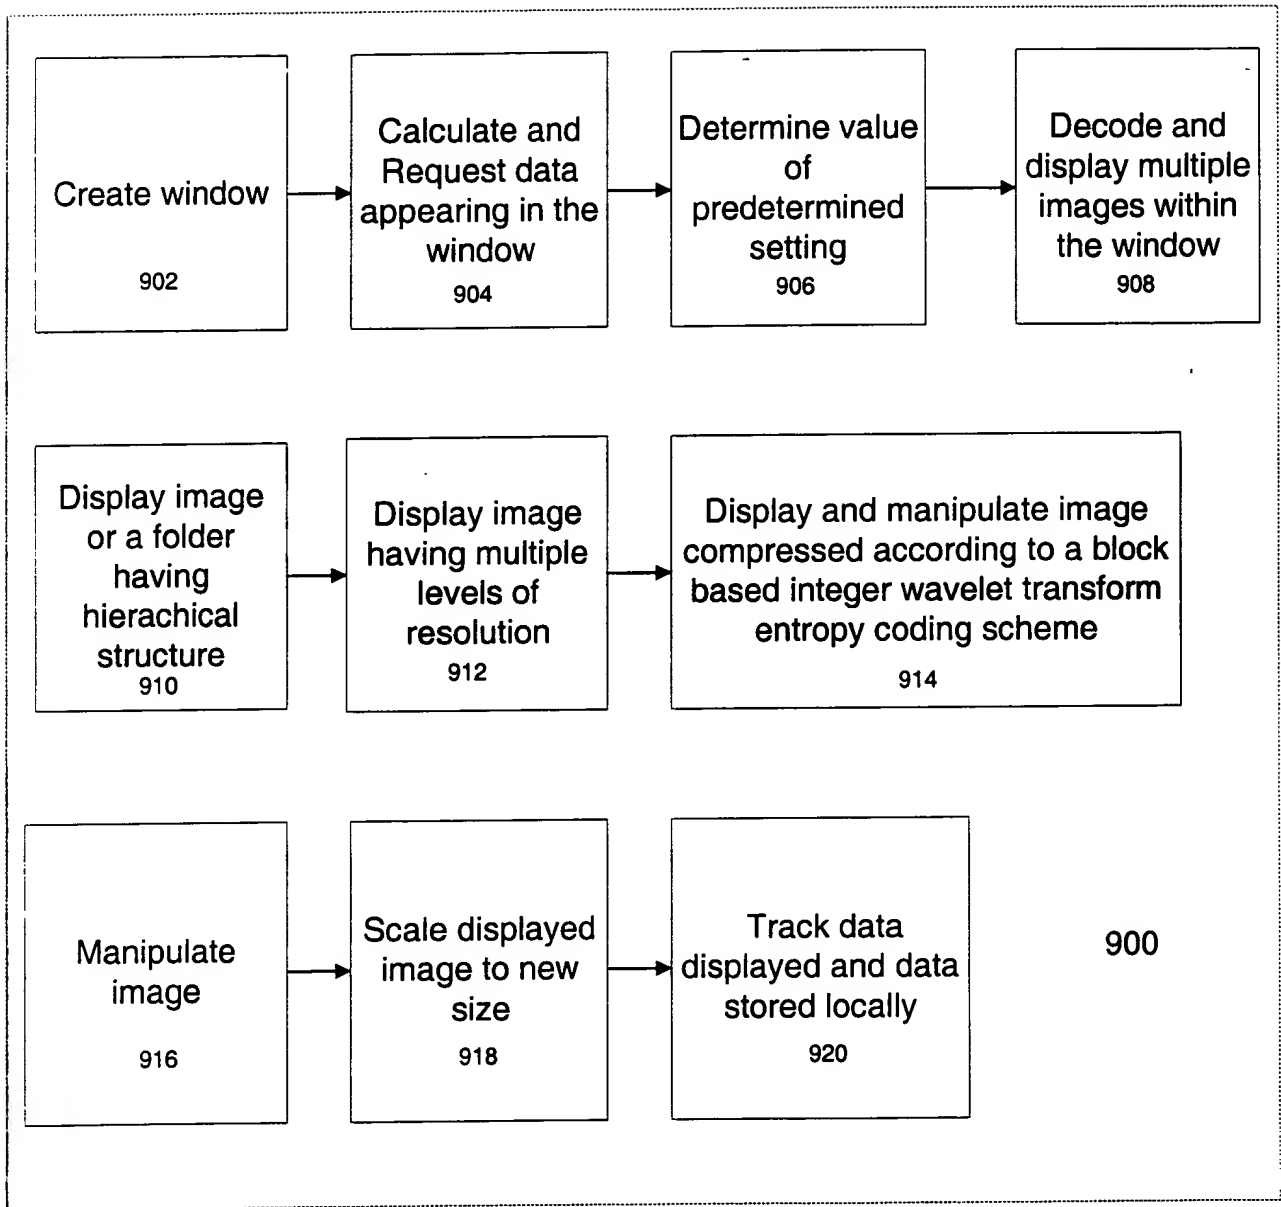 Create window
902
Calculate and
Request data
appearing in the
window
904
Determine value
of
predetermined
setting
906
Decode and
display multiple
images within
the window
908
Display image
or a folder
having
hierachical
structure
910
Display image
having multiple
levels of
resolution
912
Display and manipulate image
compressed according to a block
based integer wavelet transform
entropy coding scheme
914
Manipulate
image
916
Scale displayed
image to new
size
918
Track data
displayed and data
stored locally
920
900